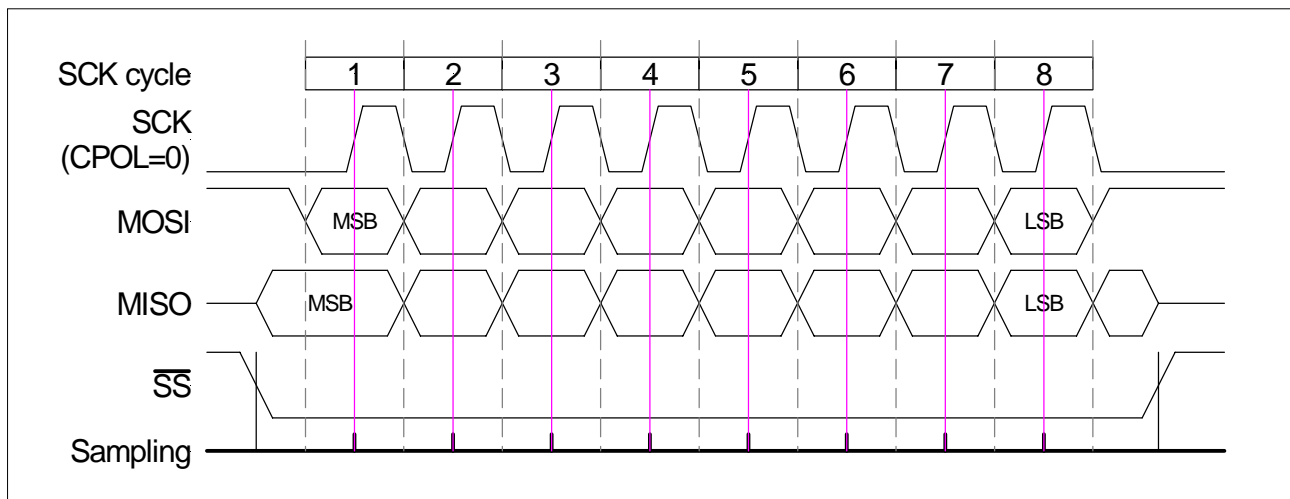 SCK cycle 1 2 3 4 5 6 7 8
SCK
(CPOL=0)
MOSI MSB LSB
MISO MSB LSB
SS
Sampling